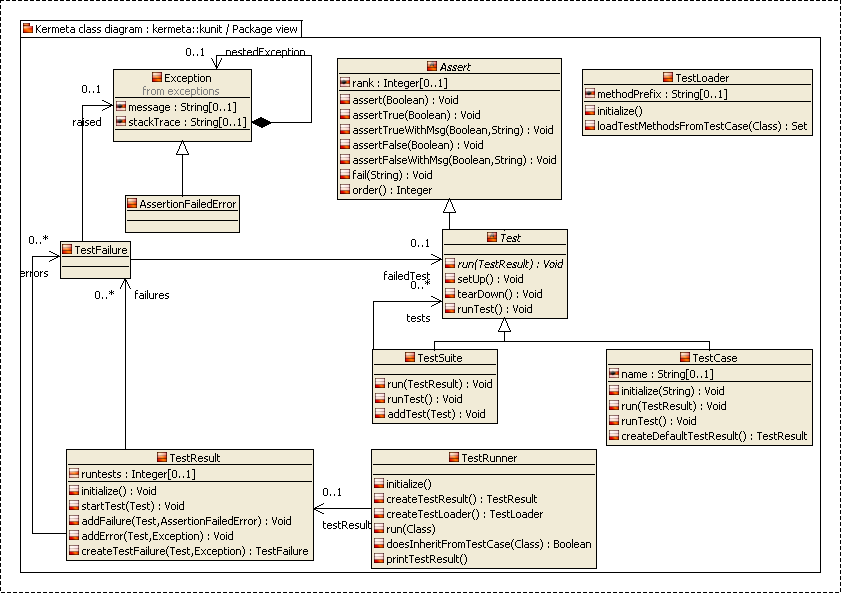 Kermeta class diagram : kermeta::kunit / Package view
0..1
nestedException
Exception
from exceptions
message : String[0..1]
stackTrace : String[0..1]
0..1
raised
AssertionFailedError
Assert
rank : Integer[0..1]
assert(Boolean) : Void
assertTrue(Boolean) : Void
assertTrueWithMsg(Boolean,String) : Void
assertFalse(Boolean) : Void
assertFalseWithMsg(Boolean,String) : Void
fail(String) : Void
order() : Integer
TestLoader
methodPrefix : String[0..1]
initialize()
loadTestMethodsFromTestCase(Class) : Set
0..*
errors
TestFailure
0..*
failures
0..1
failedTest
0..*
tests
Test
run(TestResult) : Void
setUp() : Void
tearDown() : Void
runTest() : Void
TestSuite
run(TestResult) : Void
runTest() : Void
addTest(Test) : Void
TestCase
name : String[0..1]
initialize(String) : Void
run(TestResult) : Void
runTest() : Void
createDefaultTestResult() : TestResult
TestResult
runtests : Integer[0..1]
initialize() : Void
startTest(Test) : Void
addFailure(Test,AssertionFailedError) : Void
addError(Test,Exception) : Void
createTestFailure(Test,Exception) : TestFailure
0..1
testResult
TestRunner
initialize()
createTestResult() : TestResult
createTestLoader() : TestLoader
run(Class)
doesInheritFromTestCase(Class) : Boolean
printTestResult()